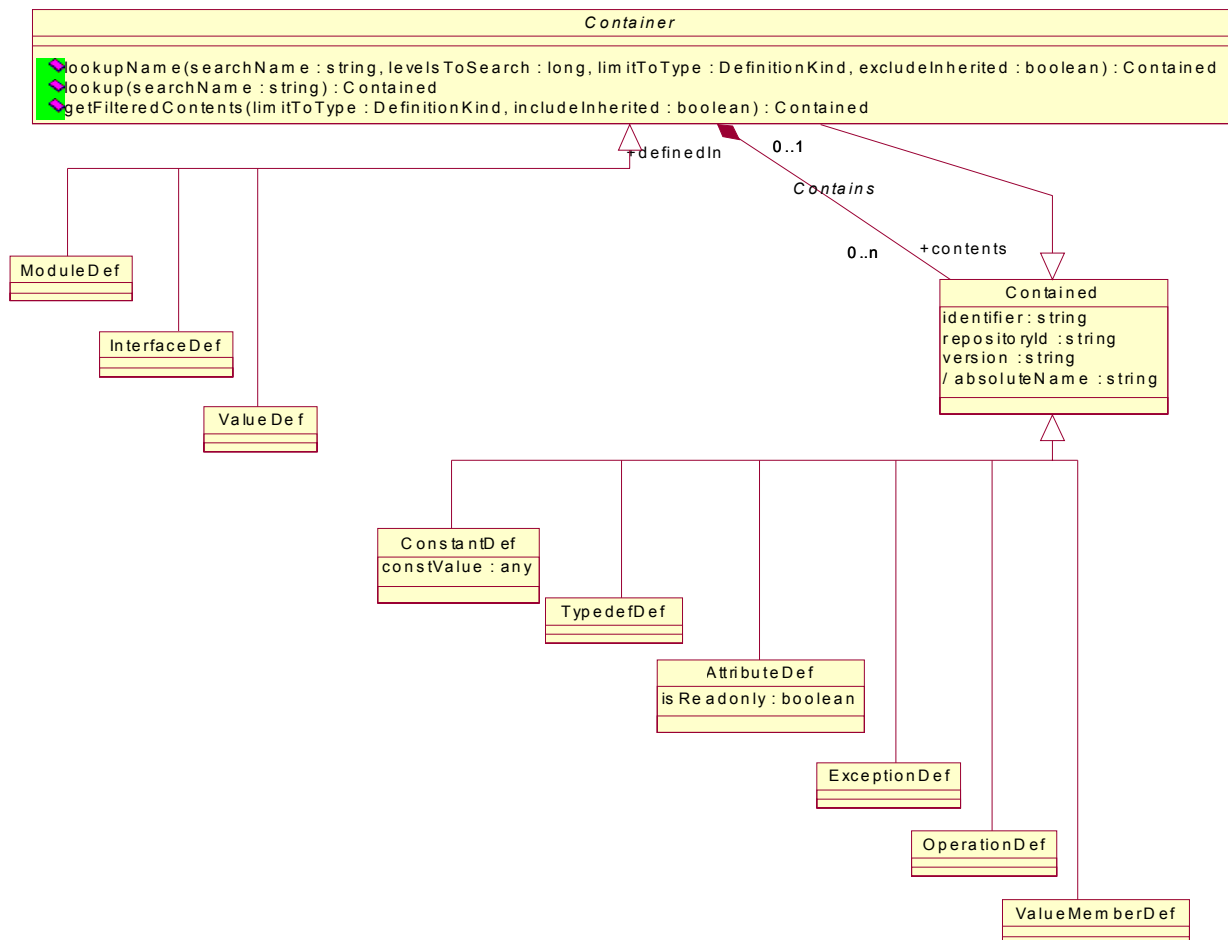 Container
lookupName(searchName : string, levelsToSearch : long, limitToType : DefinitionKind, excludeInherited : boolean) : Contained
lookup(searchName : string) : Contained
getFilteredContents(limitToType : DefinitionKind, includeInherited : boolean) : Contained
+definedIn
0..1
Contains
0..n
+contents
ModuleDef
InterfaceDef
ValueDef
Contained
identifier : string
repositoryId : string
version : string
/ absoluteName : string
ConstantDef
constValue : any
TypedefDef
AttributeDef
isReadonly : boolean
ExceptionDef
OperationDef
ValueMemberDef